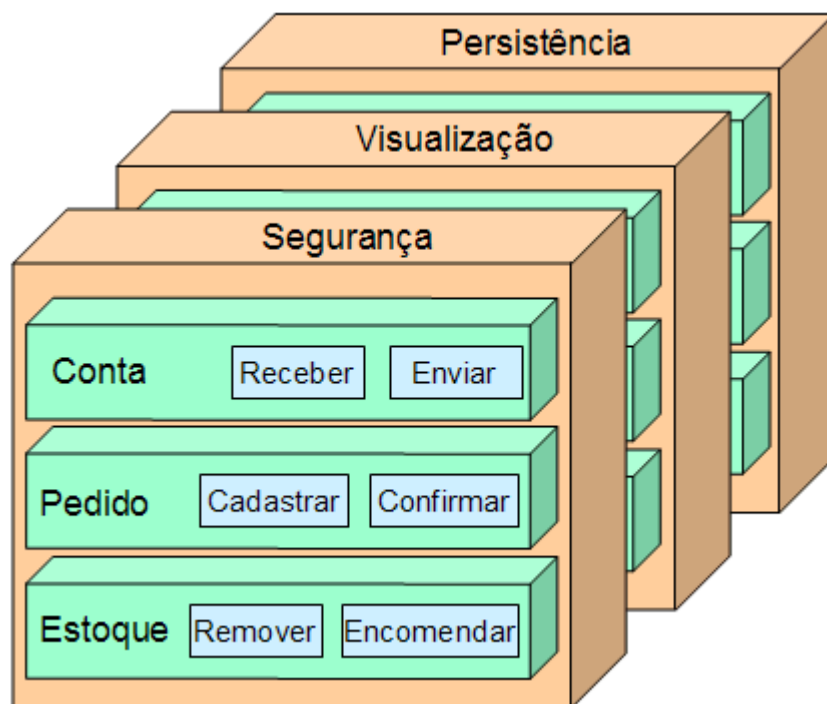 Persistência
Visualização
Segurança
Conta Receber Enviar
Pedido Cadastrar Confirmar
Estoque Remover Encomendar